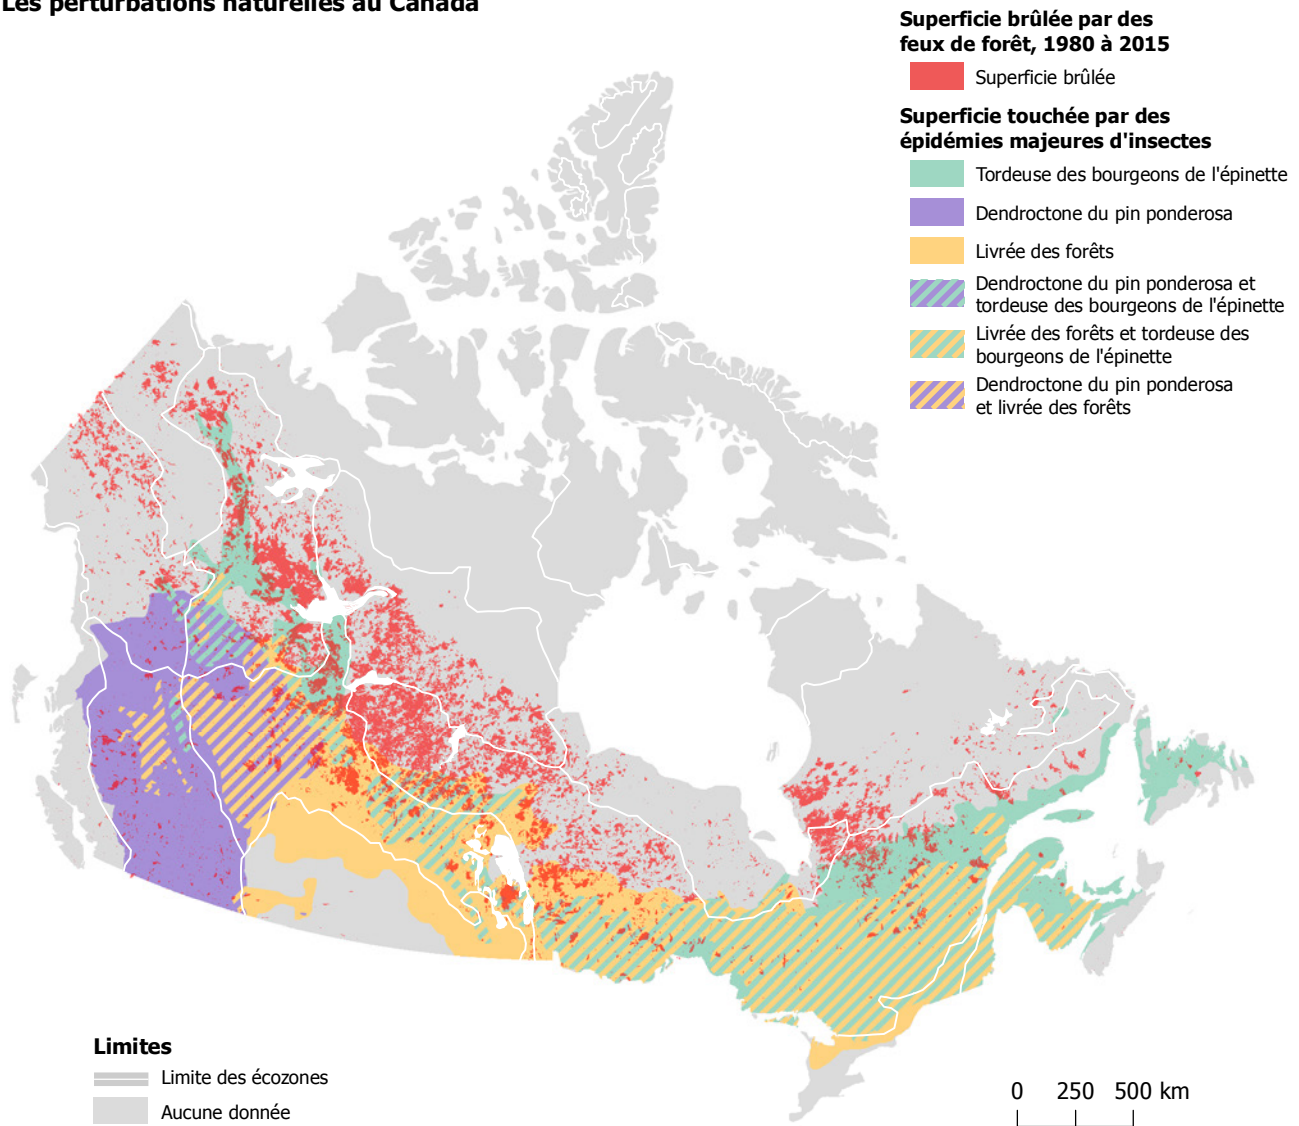 Les perturbations naturelles au Canada
Superficie brûlée par des
feux de forêt, 1980 à 2015
Superficie brûlée
Superficie touchée par des
épidémies majeures d'insectes
Tordeuse des bourgeons de l'épinette
Dendroctone du pin ponderosa
Livrée des forêts
Dendroctone du pin ponderosa et
tordeuse des bourgeons de l'épinette
Livrée des forêts et tordeuse des
bourgeons de l'épinette
Dendroctone du pin ponderosa
et livrée des forêts
Limites
Limite des écozones
Aucune donnée
0 250 500 km